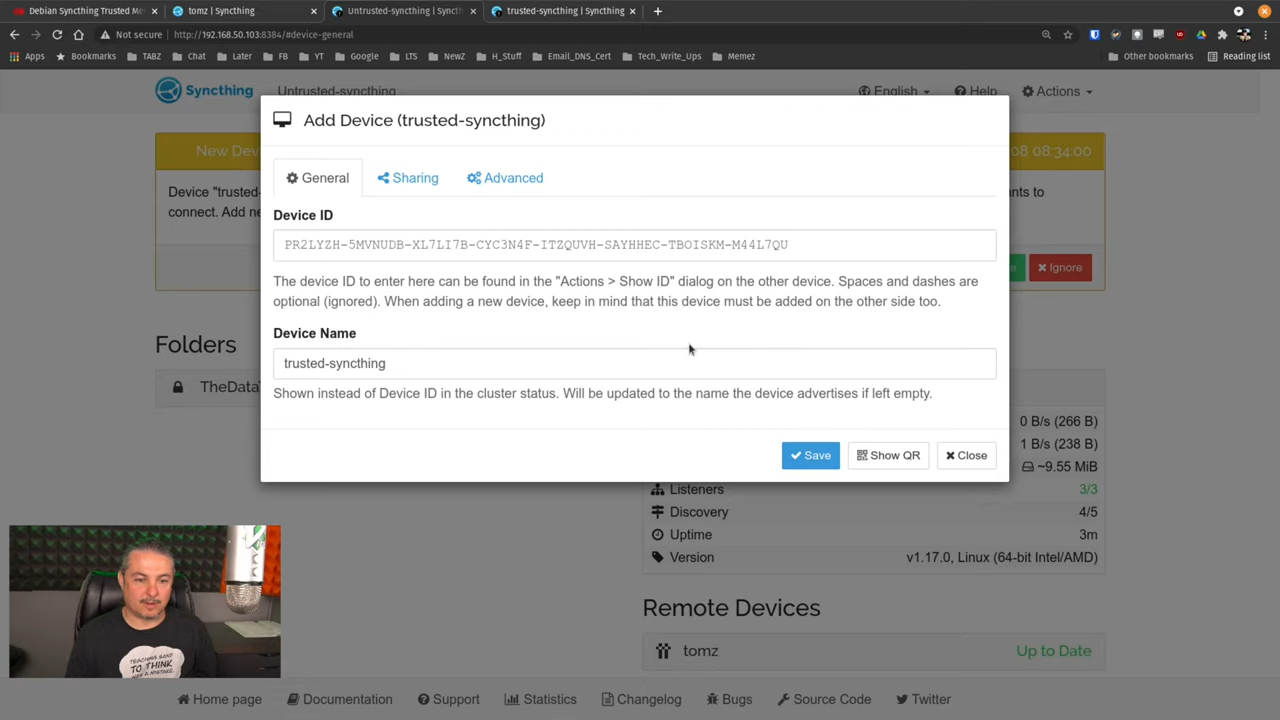 Debian Syncthing Trusted Me
tomz | Syncthing
Untrusted-syncthing | Syncth
trusted-syncthing | Syncthing
Not secure
http://192.168.50.103:8384/#device-general
Apps
Bookmarks
TABZ
Chat
Later
FB
YT
Google
LTS
NewZ
H_Stuff
Email_DNS_Cert
Tech_Write_Ups
Memez
Other bookmarks
Reading list
Syncthing
Untrusted-syncthing
English
Help
Actions
New Dev
08 08:34:00
Device "trusted-
ants to
connect. Add ne
Ignore
Add Device (trusted-syncthing)
General
Sharing
Advanced
Device ID
PR2LYZH-5MVNUDB-XL7LI7B-CYC3N4F-ITZQUVH-SAYHHEC-TBOISKM-M44L7QU
The device ID to enter here can be found in the "Actions > Show ID" dialog on the other device. Spaces and dashes are
optional (ignored). When adding a new device, keep in mind that this device must be added on the other side too.
Device Name
trusted-syncthing
Shown instead of Device ID in the cluster status. Will be updated to the name the device advertises if left empty.
Save
Show QR
Close
Folders
TheData
0 B/s (266 B)
1 B/s (238 B)
~9.55 MiB
Listeners
3/3
Discovery
4/5
Uptime
3m
Version
v1.17.0, Linux (64-bit Intel/AMD)
Remote Devices
tomz
Up to Date
TEACHING SAND
TO THINK
WAS A MISTAKE.
Home page
Documentation
Support
Statistics
Changelog
Bugs
Source Code
Twitter